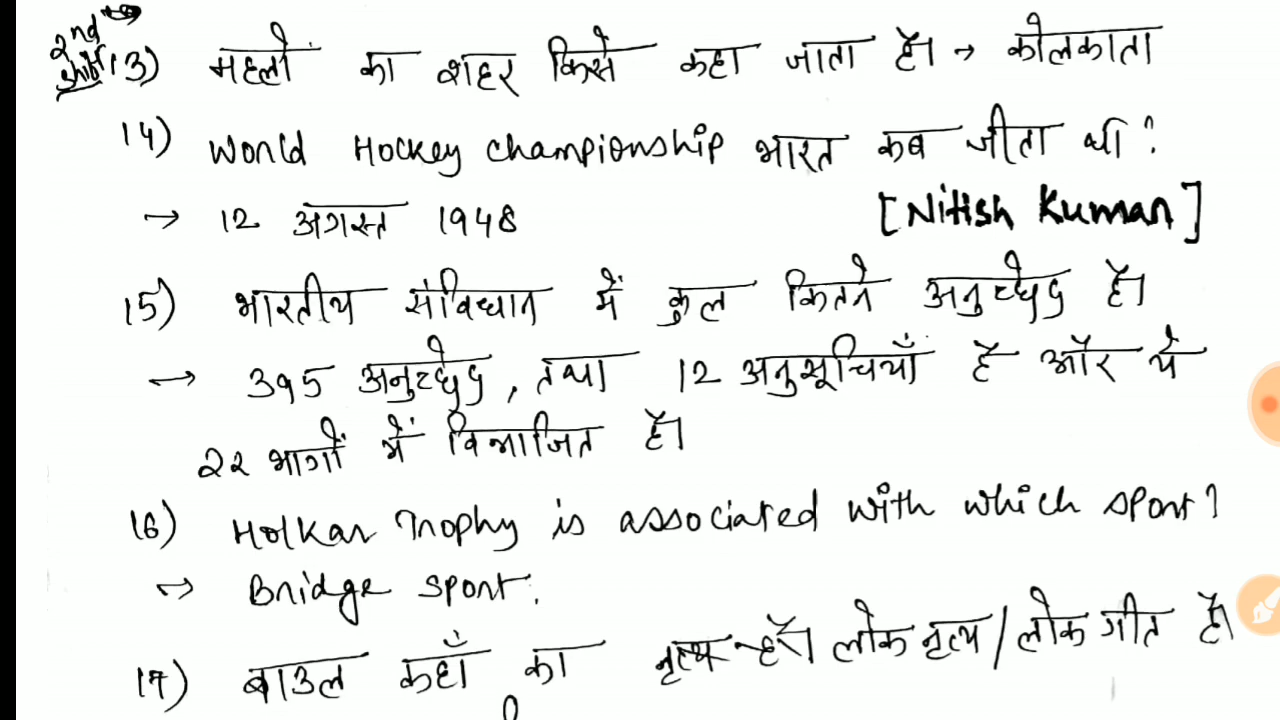 2nd shift
13) महलों का शहर किसे कहा जाता है। → कोलकाता
14) World Hockey championship भारत कब जीता था?
→ 12 अगस्त 1948
[Nitish Kumar]
15) भारतीय संविधान में कुल कितने अनुच्छेद है।
→ 395 अनुच्छेद, तथा 12 अनुसूचियाँ है और ये
22 भागों में विभाजित है।
16) Holkar Trophy is associated with which sport?
→ Bridge sport.
17) बाउल कहाँ का नृत्य है। लोक नृत्य/लोक गीत है।